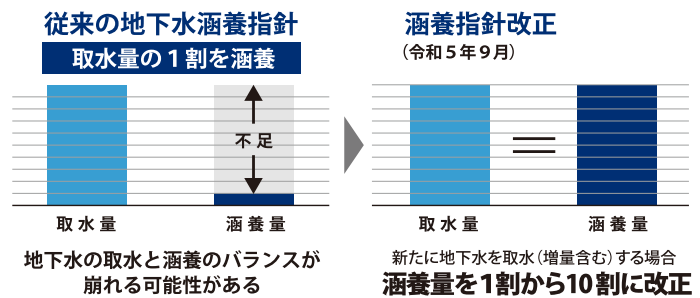 従来の地下水涵養指針
取水量の１割を涵養
不足
取水量
涵養量
地下水の取水と涵養のバランスが
崩れる可能性がある
涵養指針改正
（令和５年９月）
取水量
涵養量
新たに地下水を取水（増量含む）する場合
涵養量を１割から10割に改正